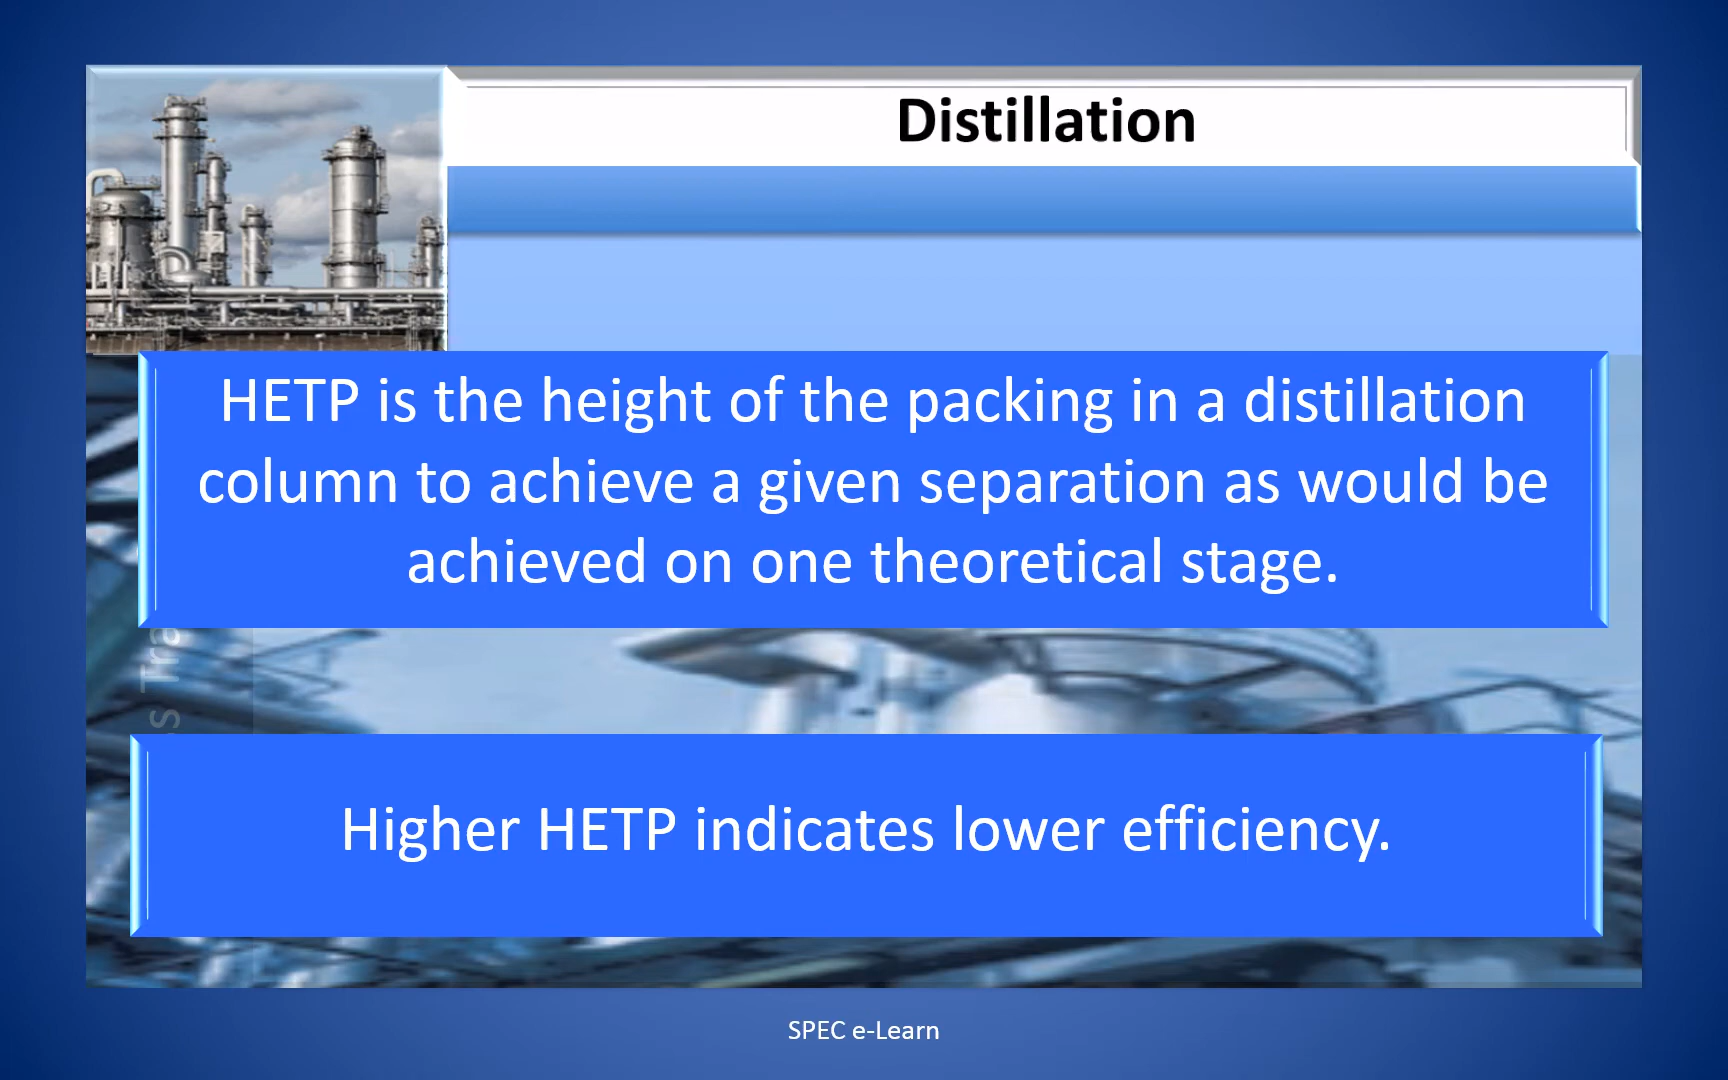 Distillation
HETP is the height of the packing in a distillation
column to achieve a given separation as would be
achieved on one theoretical stage.
Higher HETP indicates lower efficiency.
SPEC e-Learn